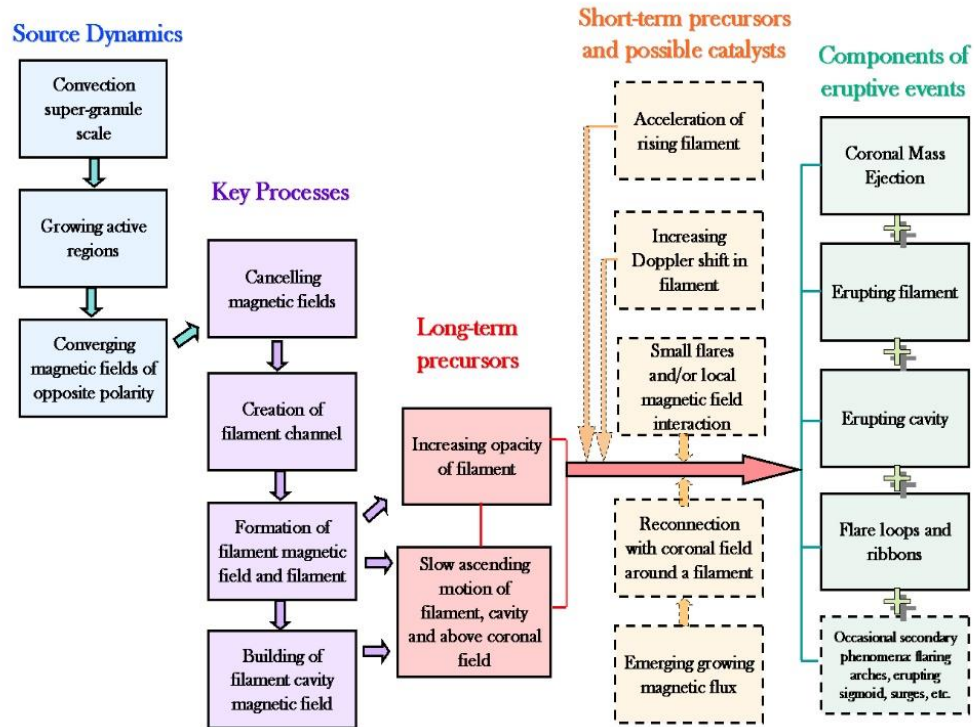 Source Dynamics
Convection
super-granule
scale
Growing active
regions
Converging
magnetic fields of
opposite polarity
Key Processes
Cancelling
magnetic fields
Creation of
filament channel
Formation of
filament magnetic
field and filament
Building of
filament cavity
magnetic field
Long-term
precursors
Increasing opacity
of filament
Slow ascending
motion of
filament, cavity
and above coronal
field
Short-term precursors
and possible catalysts
Acceleration of
rising filament
Increasing
Doppler shift in
filament
Small flares
and/or local
magnetic field
interaction
Reconnection
with coronal field
around a filament
Emerging growing
magnetic flux
Components of
eruptive events
Coronal Mass
Ejection
Erupting filament
Erupting cavity
Flare loops and
ribbons
Occasional secondary
phenomena: flaring
arches, erupting
sigmoid, surges, etc.